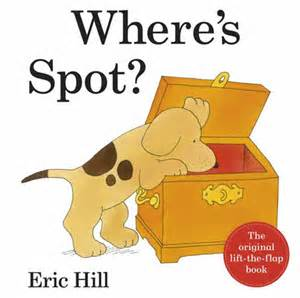 Where's
Spot?
The
original
lift-the-flap
book
Eric Hill